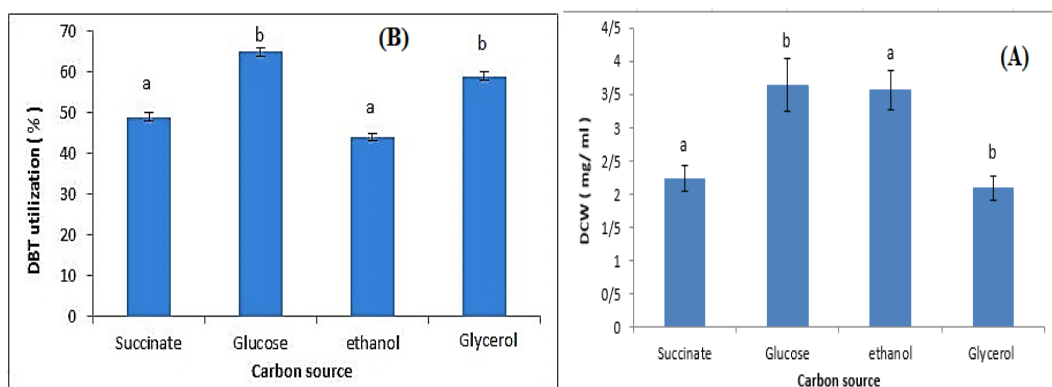 (B)
DBT utilization ( % )
70
60
50
40
30
20
10
0
a
b
a
b
Succinate Glucose ethanol Glycerol
Carbon source
(A)
DCW ( mg/ ml )
4/5
4
3/5
3
2/5
2
1/5
1
0/5
0
a
b
a
b
Succinate Glucose ethanol Glycerol
Carbon source